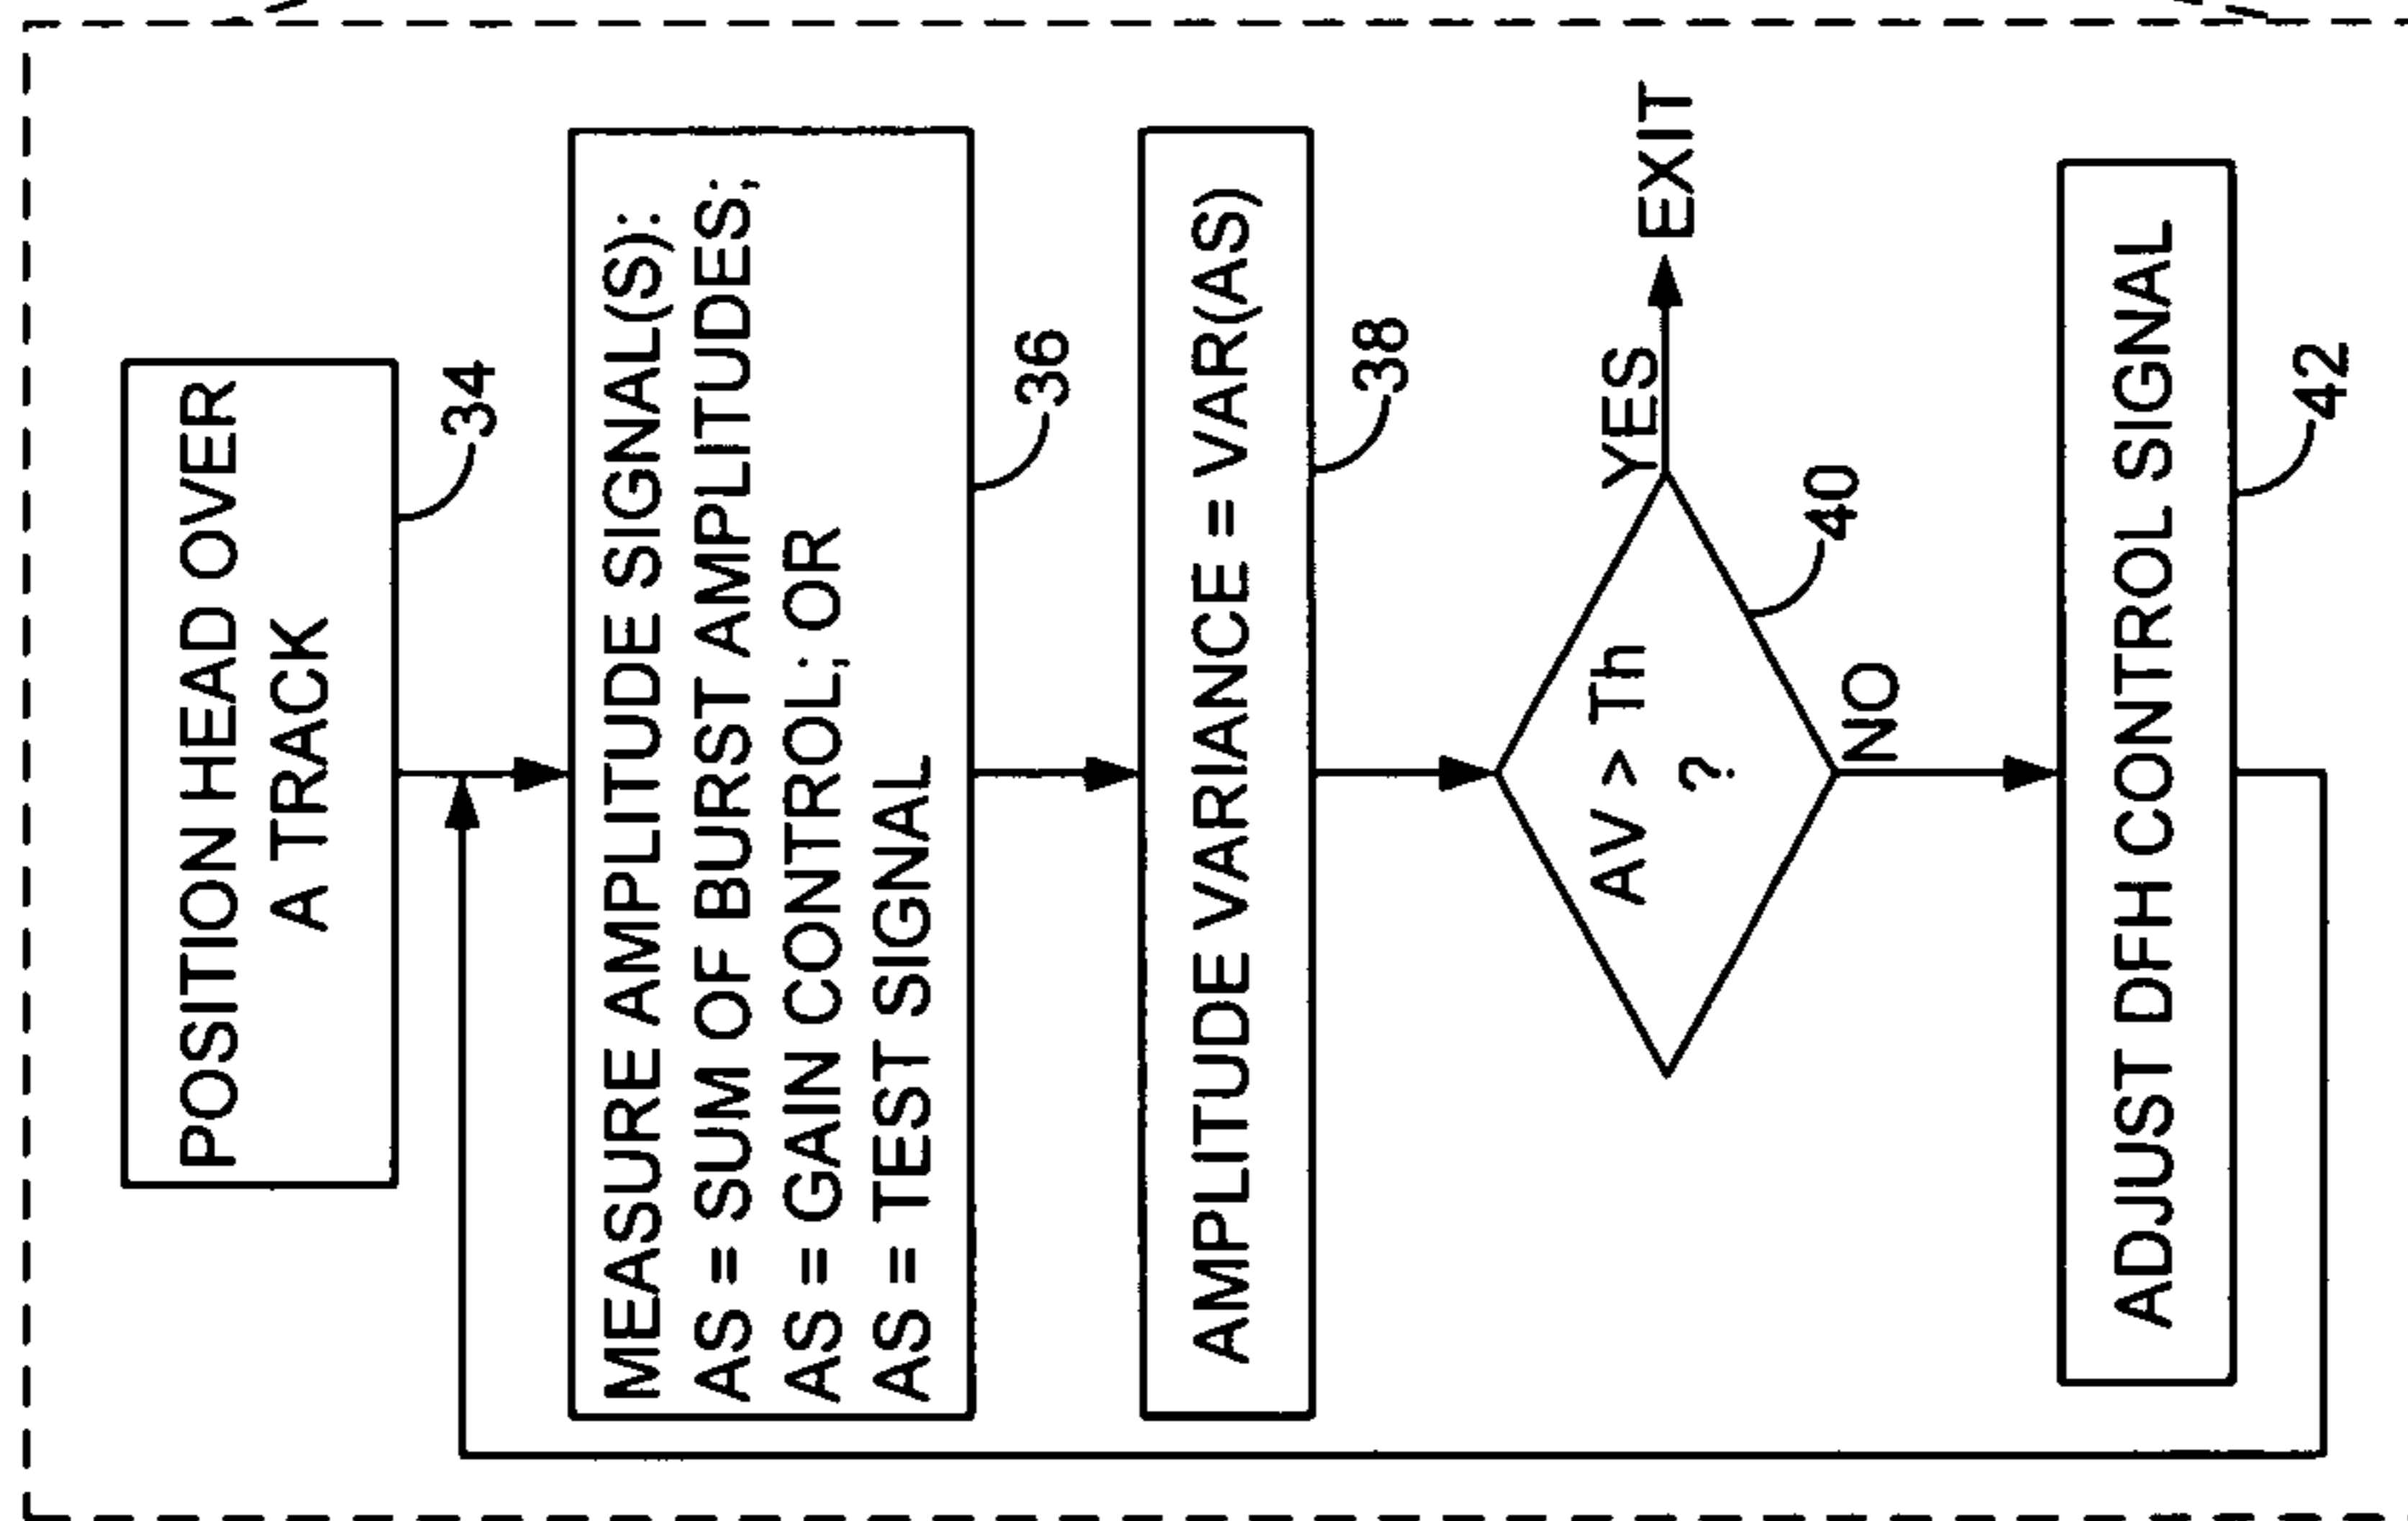 POSITION HEAD OVER
A TRACK
34
MEASURE AMPLITUDE SIGNAL(S):
AS = SUM OF BURST AMPLITUDES;
AS = GAIN CONTROL; OR
AS = TEST SIGNAL
36
AMPLITUDE VARIANCE = VAR(AS)
38
AV > Th
?
YES
EXIT
40
NO
ADJUST DFH CONTROL SIGNAL
42